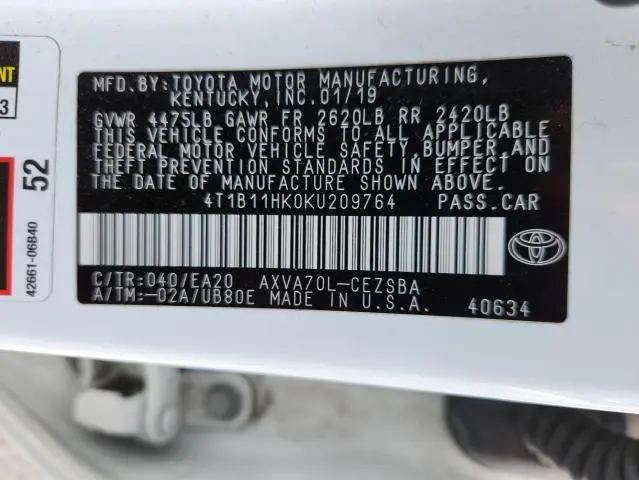 MFD.BY:TOYOTA MOTOR MANUFACTURING,
KENTUCKY,INC.01/19
GVWR 4475LB GAWR FR 2620LB RR 2420LB
THIS VEHICLE CONFORMS TO ALL APPLICABLE
FEDERAL MOTOR VEHICLE SAFETY,BUMPER,AND
THEFT PREVENTION STANDARDS IN EFFECT ON
THE DATE OF MANUFACTURE SHOWN ABOVE.
4T1B11HK0KU209764 PASS.CAR
C/TR:040/EA20 AXVA70L-CEZSBA
A/TM:-02A/UB80E MADE IN U.S.A. 40634
52
42661-06B40
3